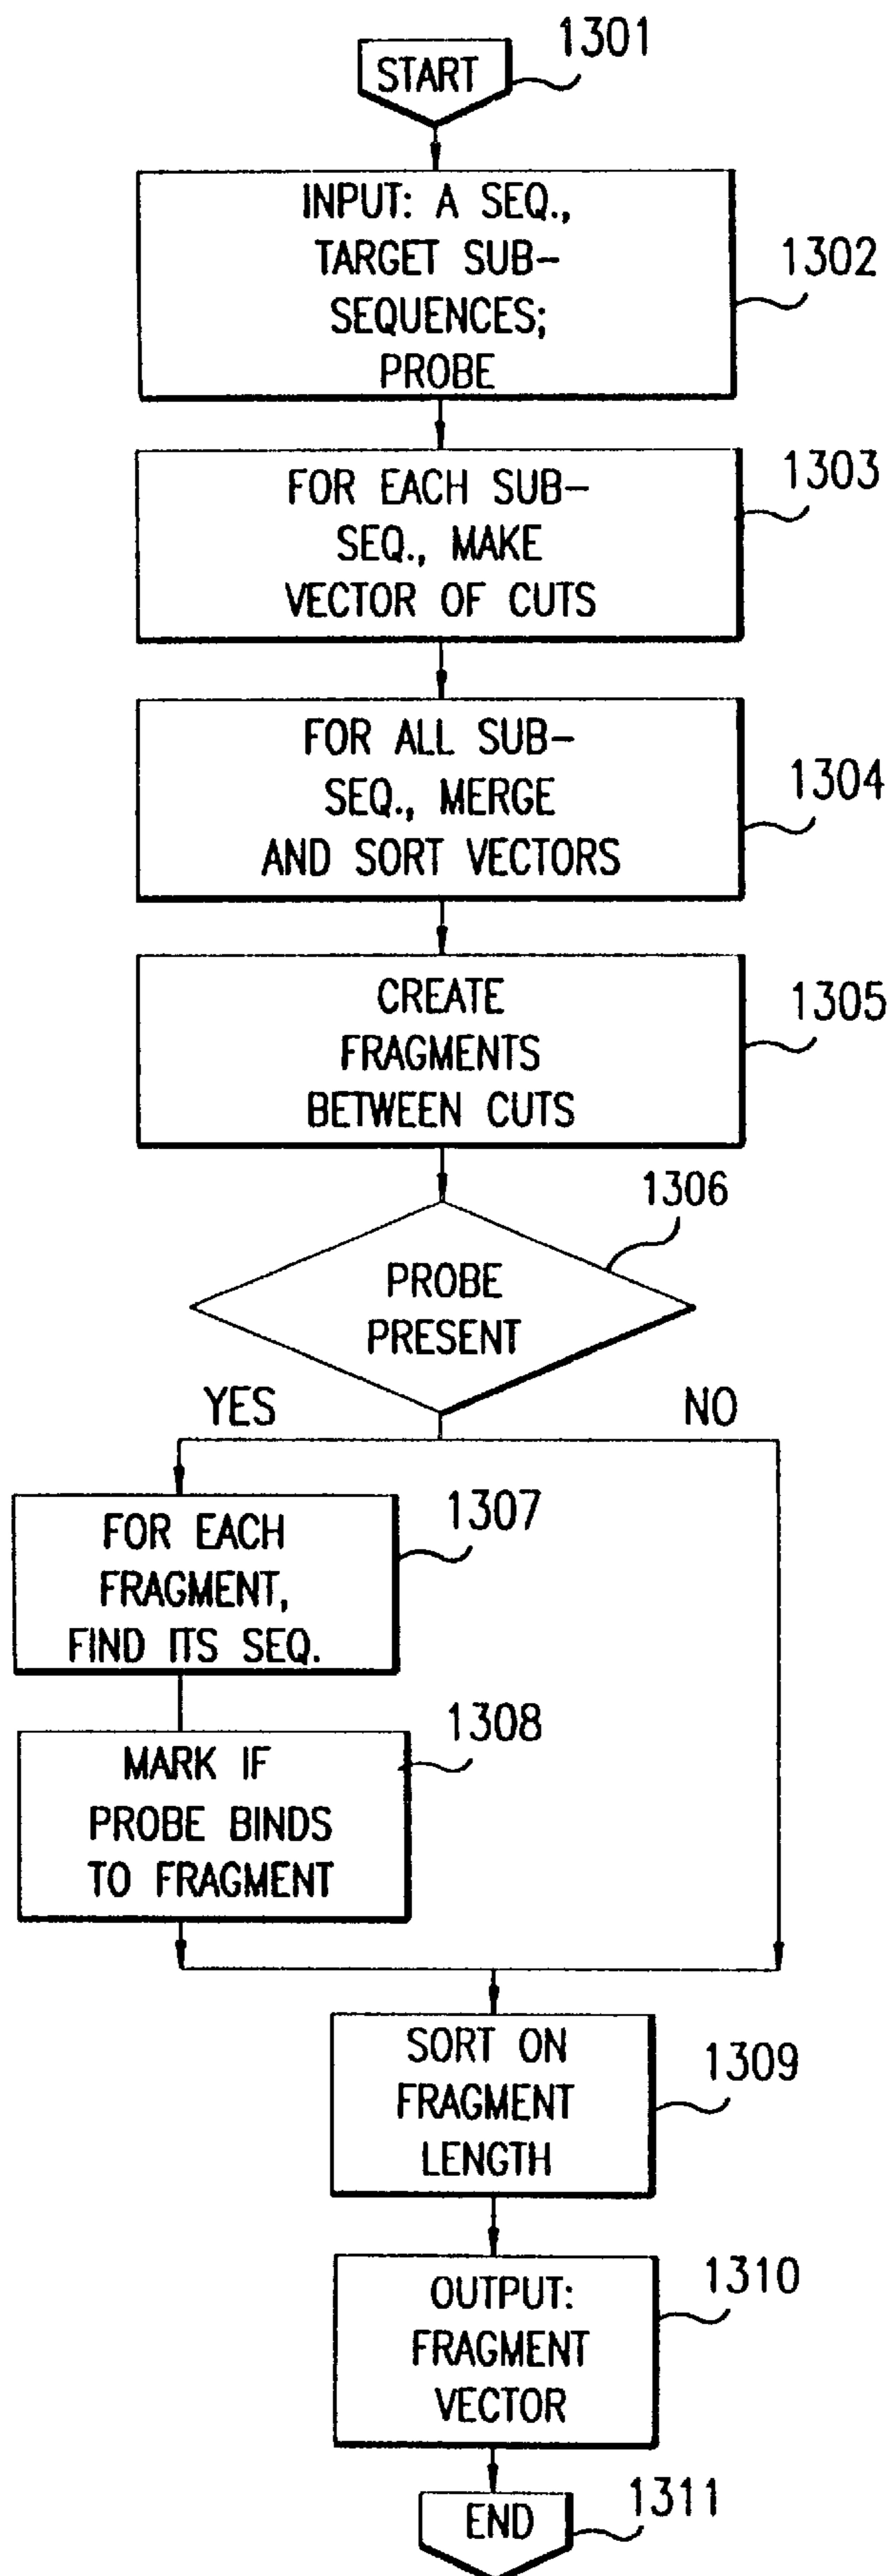 1301
START
INPUT: A SEQ.,
TARGET SUB-
SEQUENCES;
PROBE
1302
FOR EACH SUB-
SEQ., MAKE
VECTOR OF CUTS
1303
FOR ALL SUB-
SEQ., MERGE
AND SORT VECTORS
1304
CREATE
FRAGMENTS
BETWEEN CUTS
1305
1306
PROBE
PRESENT
YES
NO
FOR EACH
FRAGMENT,
FIND ITS SEQ.
1307
MARK IF
PROBE BINDS
TO FRAGMENT
1308
SORT ON
FRAGMENT
LENGTH
1309
OUTPUT:
FRAGMENT
VECTOR
1310
END
1311